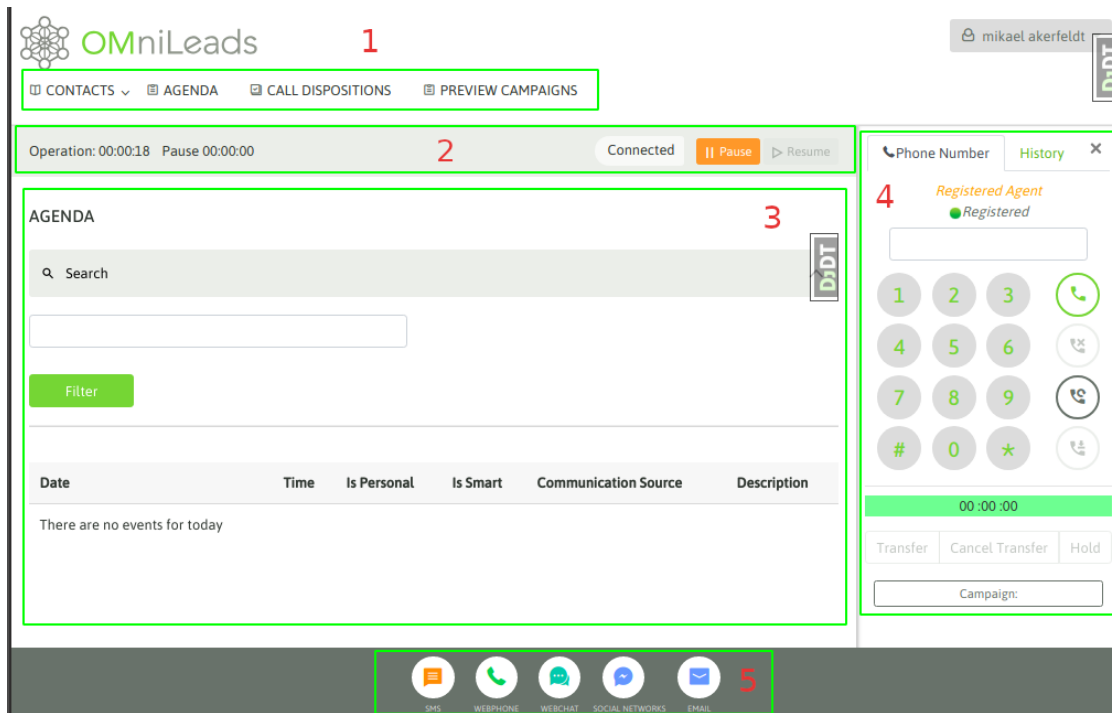 OMniLeads
1
mikael akerfeldt
DjDT
CONTACTS AGENDA CALL DISPOSITIONS PREVIEW CAMPAIGNS
Operation: 00:00:18 Pause 00:00:00
2
Connected Pause Resume
Phone Number History ×
4
Registered Agent
Registered
3
AGENDA
DjDT
Search
Filter
Date Time Is Personal Is Smart Communication Source Description
There are no events for today
1 2 3
4 5 6
7 8 9
# 0 *
00 :00 :00
Transfer Cancel Transfer Hold
Campaign:
5
SMS WEBPHONE WEBCHAT SOCIAL NETWORKS EMAIL